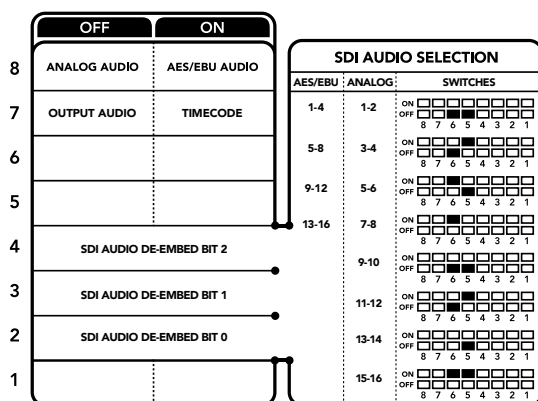 OFF ON
8 ANALOG AUDIO AES/EBU AUDIO
7 OUTPUT AUDIO TIMECODE
6
5
4 SDI AUDIO DE-EMBED BIT 2
3 SDI AUDIO DE-EMBED BIT 1
2 SDI AUDIO DE-EMBED BIT 0
1
SDI AUDIO SELECTION
AES/EBU ANALOG SWITCHES
1-4 1-2 ON
OFF
8 7 6 5 4 3 2 1
5-8 3-4 ON
OFF
8 7 6 5 4 3 2 1
9-12 5-6 ON
OFF
8 7 6 5 4 3 2 1
13-16 7-8 ON
OFF
8 7 6 5 4 3 2 1
9-10 ON
OFF
8 7 6 5 4 3 2 1
11-12 ON
OFF
8 7 6 5 4 3 2 1
13-14 ON
OFF
8 7 6 5 4 3 2 1
15-16 ON
OFF
8 7 6 5 4 3 2 1